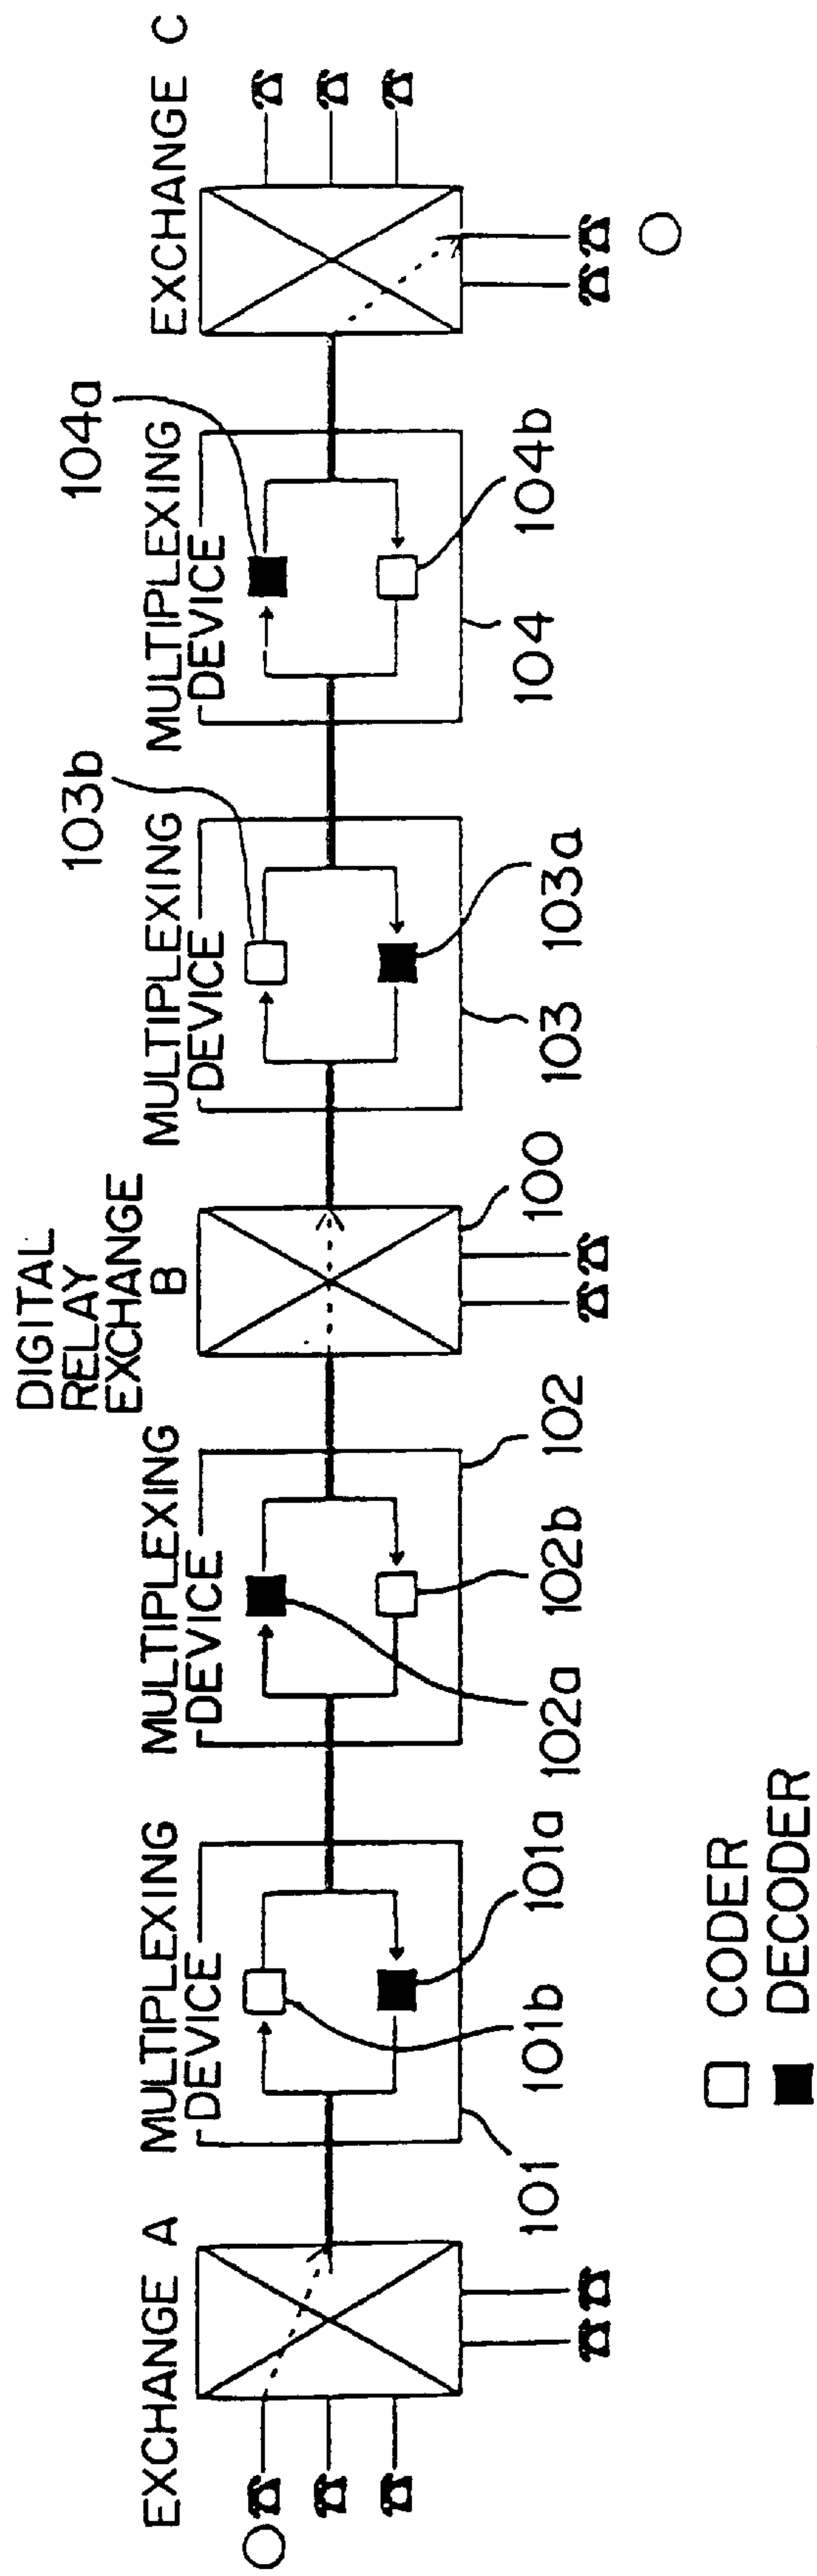 EXCHANGE A
MULTIPLEXING
DEVICE
MULTIPLEXING
DEVICE
DIGITAL
RELAY
EXCHANGE
B
MULTIPLEXING
DEVICE
MULTIPLEXING
DEVICE
EXCHANGE C
103b
104a
101
101b
101a
102a
102b
102
100
103
103a
104
104b
CODER
DECODER